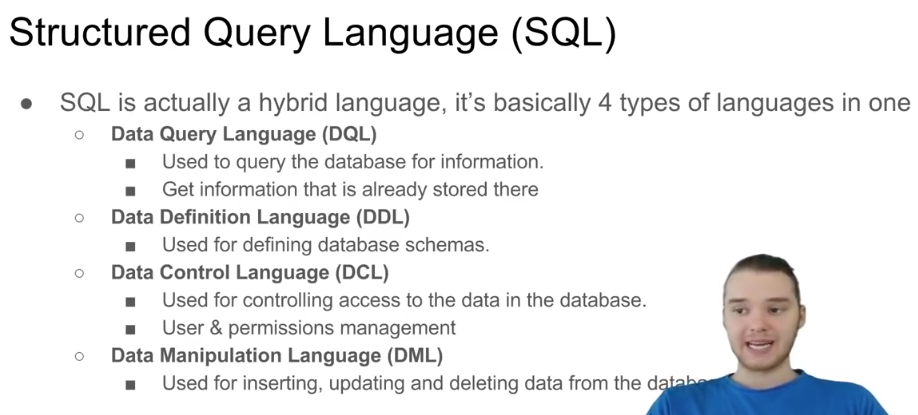 Structured Query Language (SQL)
● SQL is actually a hybrid language, it's basically 4 types of languages in one
○ Data Query Language (DQL)
■ Used to query the database for information.
■ Get information that is already stored there
○ Data Definition Language (DDL)
■ Used for defining database schemas.
○ Data Control Language (DCL)
■ Used for controlling access to the data in the database.
■ User & permissions management
○ Data Manipulation Language (DML)
■ Used for inserting, updating and deleting data from the